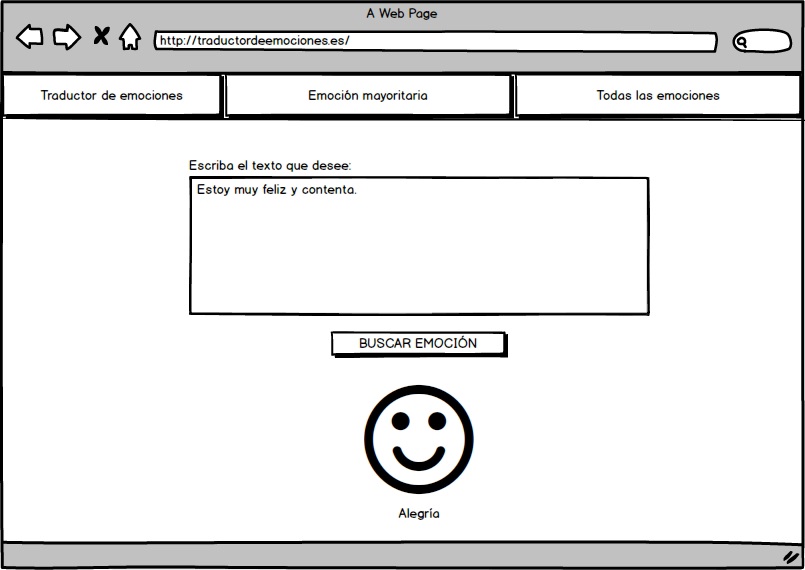 A Web Page
http://traductordeemociones.es/
Traductor de emociones
Emoción mayoritaria
Todas las emociones
Escriba el texto que desee:
Estoy muy feliz y contenta.
BUSCAR EMOCIÓN
Alegría